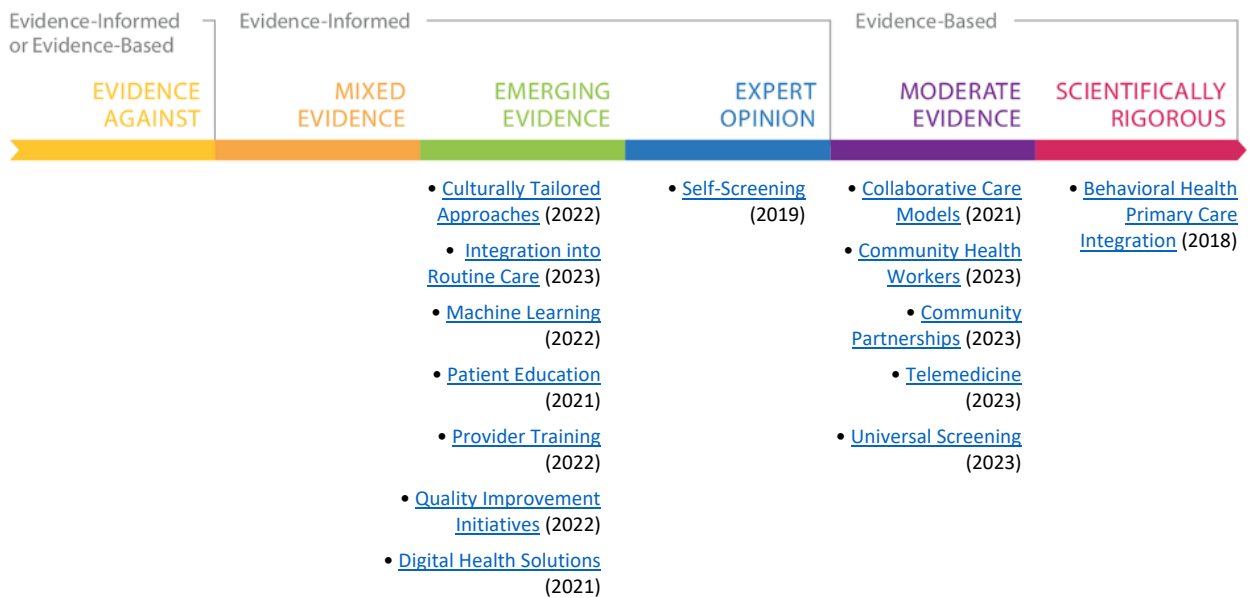 Evidence-Informed
or Evidence-Based
Evidence-Informed
Evidence-Based
EVIDENCE
AGAINST
MIXED
EVIDENCE
EMERGING
EVIDENCE
EXPERT
OPINION
MODERATE
EVIDENCE
SCIENTIFICALLY
RIGOROUS
• Culturally Tailored
Approaches (2022)
• Integration into
Routine Care (2023)
• Machine Learning
(2022)
• Patient Education
(2021)
• Provider Training
(2022)
• Quality Improvement
Initiatives (2022)
• Digital Health Solutions
(2021)
• Self-Screening
(2019)
• Collaborative Care
Models (2021)
• Community Health
Workers (2023)
• Community
Partnerships (2023)
• Telemedicine
(2023)
• Universal Screening
(2023)
• Behavioral Health
Primary Care
Integration (2018)